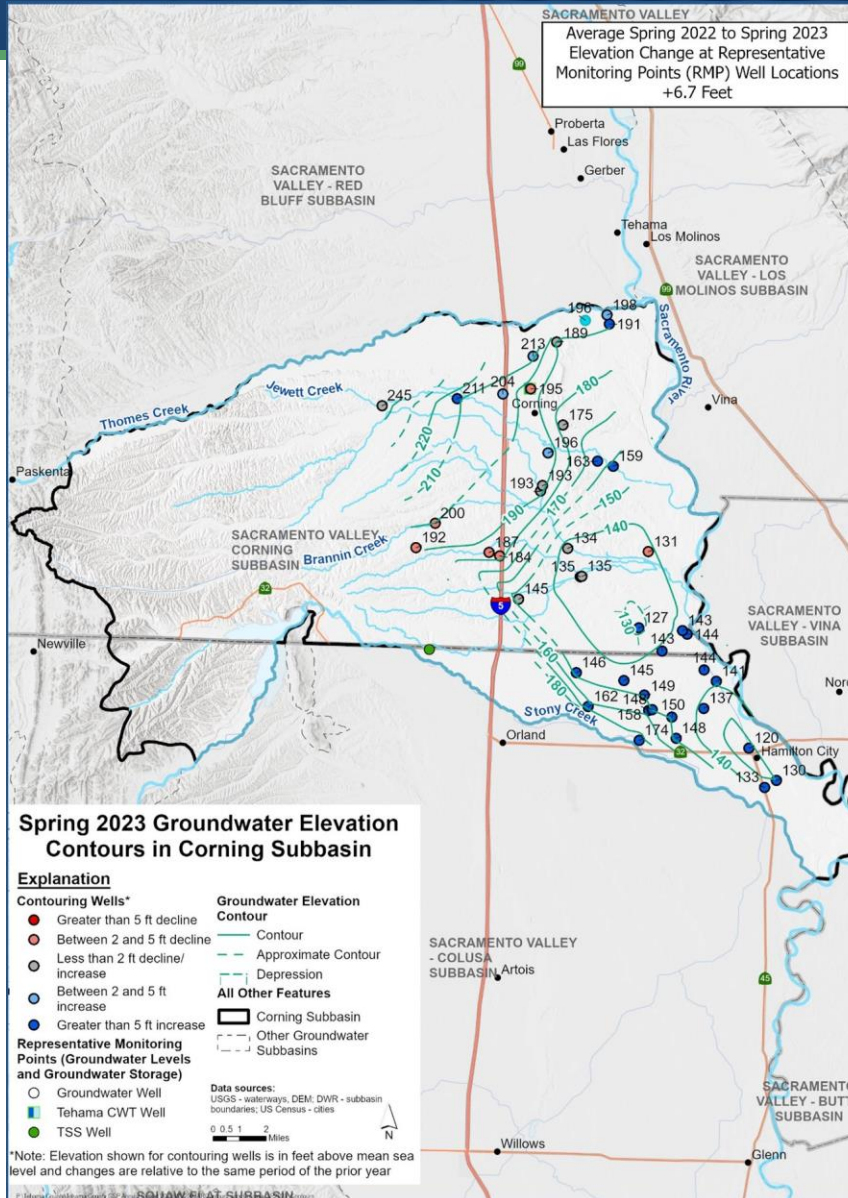 SACRAMENTO VALLEY
Average Spring 2022 to Spring 2023
Elevation Change at Representative
Monitoring Points (RMP) Well Locations
+6.7 Feet
99
Proberta
Las Flores
Gerber
SACRAMENTO
VALLEY - RED
BLUFF SUBBASIN
Tehama
Los Molinos
SACRAMENTO
VALLEY - LOS
MOLINOS SUBBASIN
99
196
198
191
Sacramento River
189
213
180
Jewett Creek
245
211
204
195
Corning
Thomes Creek
175
Vina
220
196
163
159
210
193
193
Paskenta
190
170
150
200
140
SACRAMENTO VALLEY
CORNING
SUBBASIN
192
Brannin Creek
187
184
134
131
32
135
135
145
5
130
127
143
144
SACRAMENTO
VALLEY -
VINA
SUBBASIN
Newville
143
160
146
145
144
141
180
149
137
162
148
150
Nor
158
Stony Creek
174
148
120
Orland
32
Hamilton City
140
130
133
Spring 2023 Groundwater Elevation
Contours in Corning Subbasin
Explanation
Contouring Wells*
Greater than 5 ft decline
Between 2 and 5 ft decline
Less than 2 ft decline/
increase
Between 2 and 5 ft
increase
Greater than 5 ft increase
Representative Monitoring
Points (Groundwater Levels
and Groundwater Storage)
Groundwater Well
Tehama CWT Well
TSS Well
Groundwater Elevation
Contour
Contour
Approximate Contour
Depression
All Other Features
Corning Subbasin
Other Groundwater
Subbasins
Data sources:
USGS - waterways, DEM; DWR - subbasin
boundaries; US Census - cities
0 0.5 1 2
Miles
N
*Note: Elevation shown for contouring wells is in feet above mean sea
level and changes are relative to the same period of the prior year
SACRAMENTO VALLEY
- COLUSA
SUBBASIN
Artois
45
SACRAMENTO
VALLEY - BUTT
SUBBASIN
Willows
Glenn
SQUAW FLAT SUBBASIN